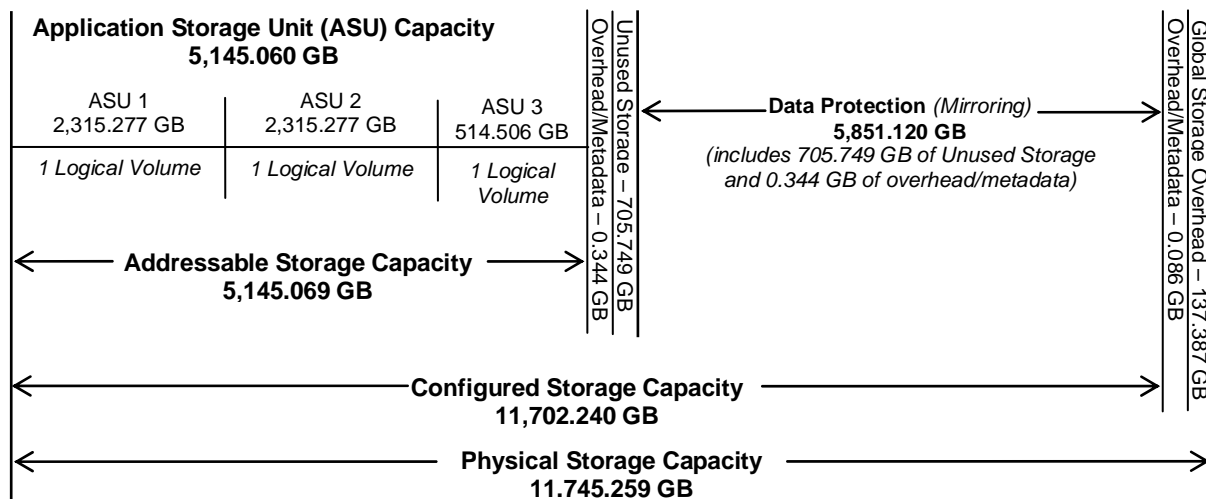 Application Storage Unit (ASU) Capacity
5,145.060 GB
ASU 1
2,315.277 GB
1 Logical Volume
ASU 2
2,315.277 GB
1 Logical Volume
ASU 3
514.506 GB
1 Logical
Volume
Overhead/Metadata – 0.344 GB
Unused Storage – 705.749 GB
Data Protection (Mirroring)
5,851.120 GB
(includes 705.749 GB of Unused Storage
and 0.344 GB of overhead/metadata)
Overhead/Metadata – 0.086 GB
Global Storage Overhead – 137.387 GB
Addressable Storage Capacity
5,145.069 GB
Configured Storage Capacity
11,702.240 GB
Physical Storage Capacity
11.745.259 GB